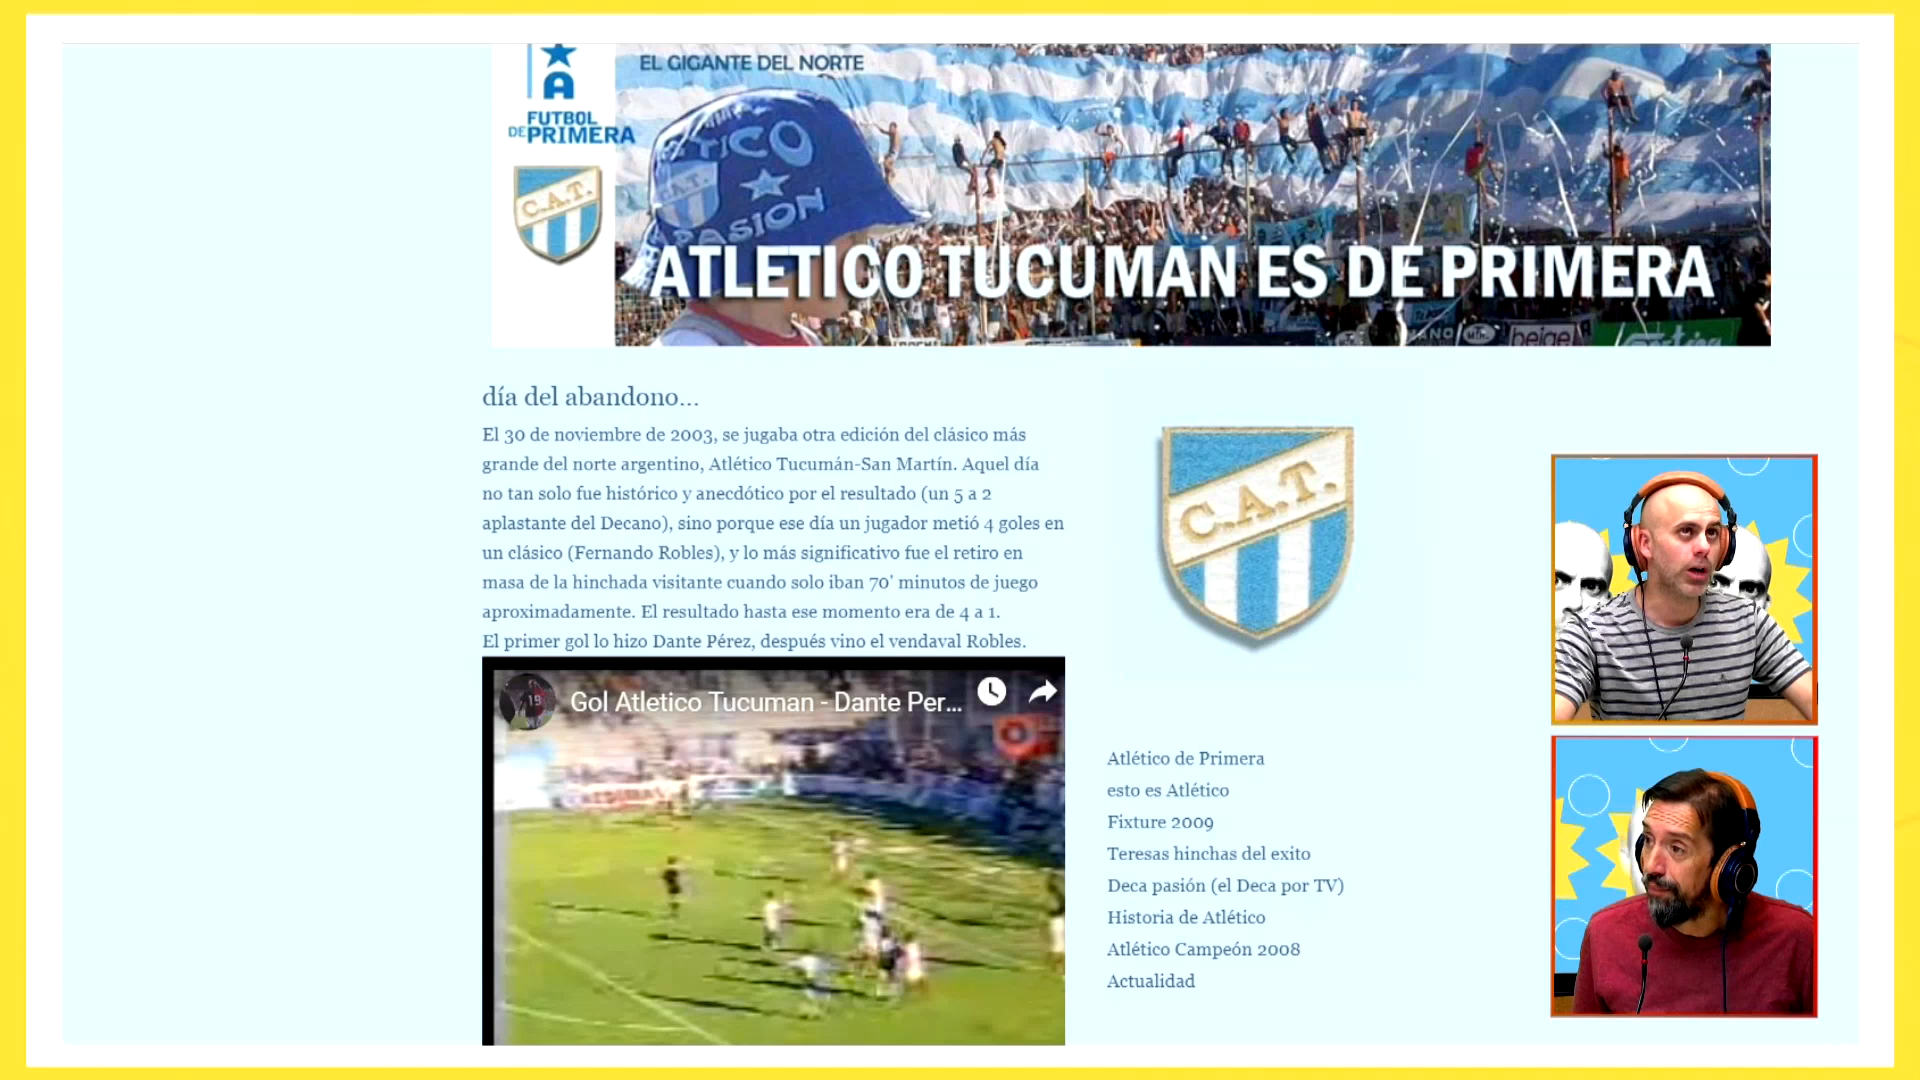 EL GIGANTE DEL NORTE
A
FUTBOL
DEPRIMERA
TICO
C.A.T.
PASION
C.A.T.
ATLETICO TUCUMAN ES DE PRIMERA
beige
día del abandono...
El 30 de noviembre de 2003, se jugaba otra edición del clásico más
grande del norte argentino, Atlético Tucumán-San Martín. Aquel día
no tan solo fue histórico y anecdótico por el resultado (un 5 a 2
aplastante del Decano), sino porque ese día un jugador metió 4 goles en
un clásico (Fernando Robles), y lo más significativo fue el retiro en
masa de la hinchada visitante cuando solo iban 70' minutos de juego
aproximadamente. El resultado hasta ese momento era de 4 a 1.
El primer gol lo hizo Dante Pérez, después vino el vendaval Robles.
19
Gol Atletico Tucuman - Dante Per...
C.A.T.
Atlético de Primera
esto es Atlético
Fixture 2009
Teresas hinchas del exito
Deca pasión (el Deca por TV)
Historia de Atlético
Atlético Campeón 2008
Actualidad